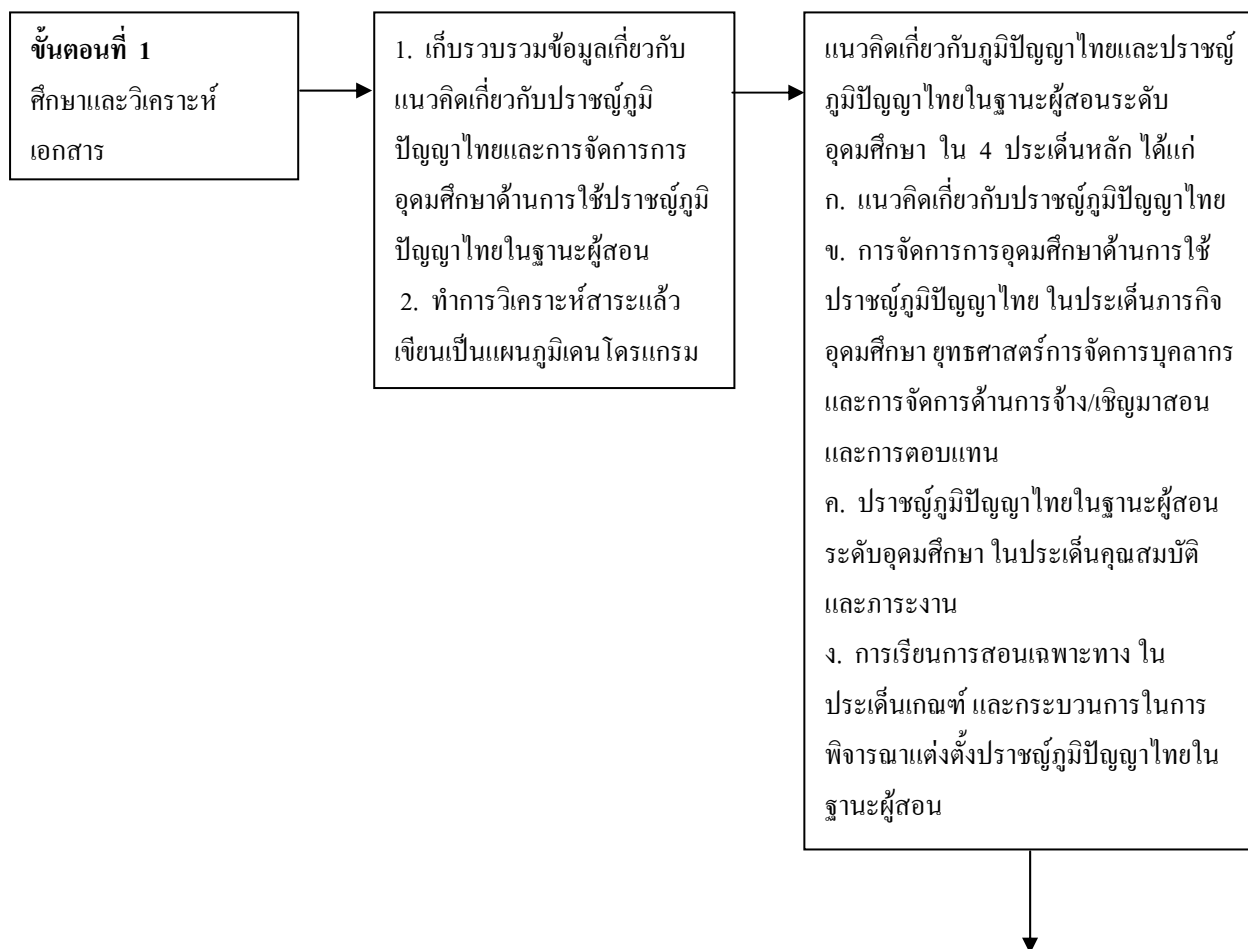 ขั้นตอนที่ 1
ศึกษาและวิเคราะห์
เอกสาร
1. เก็บรวบรวมข้อมูลเกี่ยวกับ
แนวคิดเกี่ยวกับปราชญ์ภูมิ
ปัญญาไทยและการจัดการการ
อุดมศึกษาด้านการใช้ปราชญ์ภูมิ
ปัญญาไทยในฐานะผู้สอน
2. ทำการวิเคราะห์สาระแล้ว
เขียนเป็นแผนภูมิเดนโดรแกรม
แนวคิดเกี่ยวกับภูมิปัญญาไทยและปราชญ์
ภูมิปัญญาไทยในฐานะผู้สอนระดับ
อุดมศึกษา ใน 4 ประเด็นหลัก ได้แก่
ก. แนวคิดเกี่ยวกับปราชญ์ภูมิปัญญาไทย
ข. การจัดการการอุดมศึกษาด้านการใช้
ปราชญ์ภูมิปัญญาไทย ในประเด็นภารกิจ
อุดมศึกษา ยุทธศาสตร์การจัดการบุคลากร
และการจัดการด้านการจ้าง/เชิญมาสอน
และการตอบแทน
ค. ปราชญ์ภูมิปัญญาไทยในฐานะผู้สอน
ระดับอุดมศึกษา ในประเด็นคุณสมบัติ
และภาระงาน
ง. การเรียนการสอนเฉพาะทาง ใน
ประเด็นเกณฑ์ และกระบวนการในการ
พิจารณาแต่งตั้งปราชญ์ภูมิปัญญาไทยใน
ฐานะผู้สอน